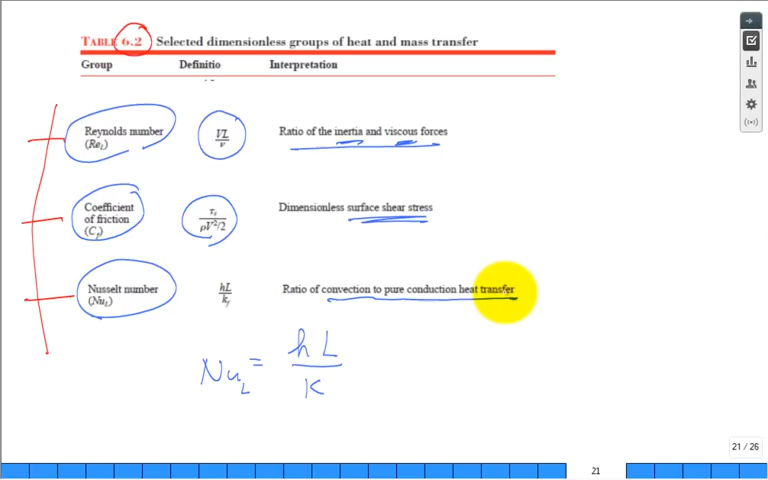 TABLE 6.2 Selected dimensionless groups of heat and mass transfer
Group Definitio Interpretation
Reynolds number
(Re_L)
VL
ν
Ratio of the inertia and viscous forces
Coefficient
of friction
(C_f)
τ_s
ρV²/2
Dimensionless surface shear stress
Nusselt number
(Nu_L)
hL
k_f
Ratio of convection to pure conduction heat transfer
Nu_L = h L
K
21 / 26
21